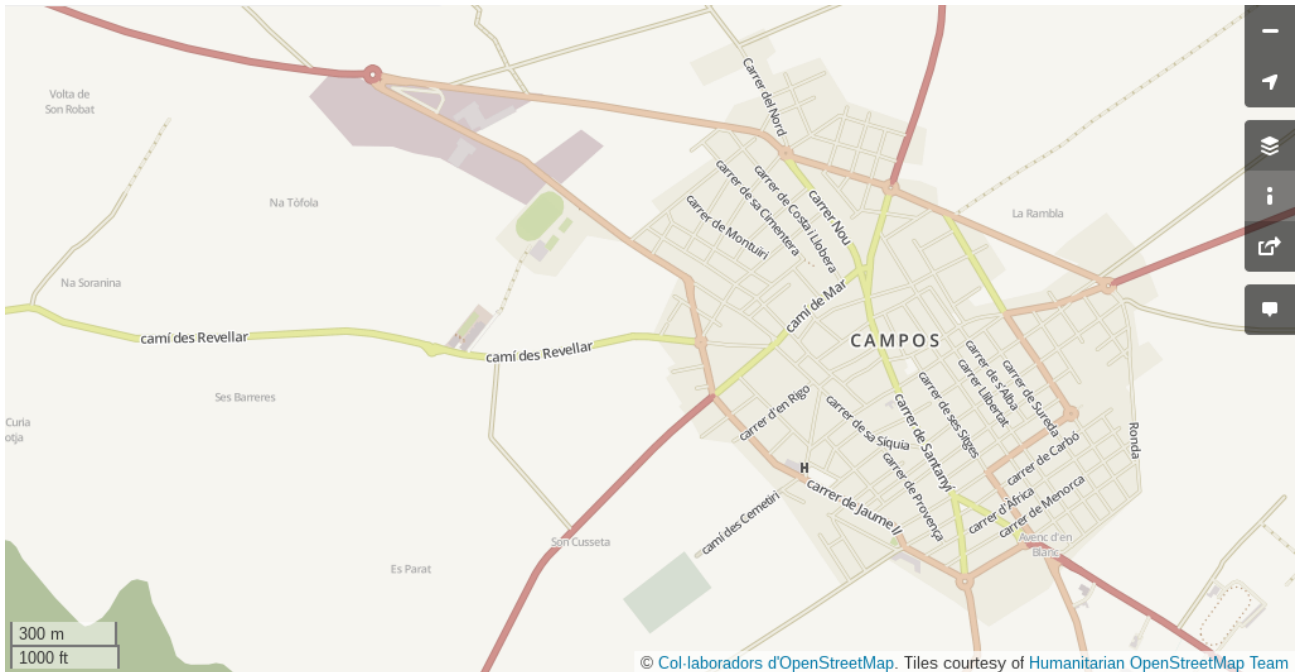 Volta de
Son Robat
Carrer del Nord
Na Tòfola
La Rambla
carrer de Costa i Llobera
carrer de sa Cimentera
carrer Nou
carrer de Montuïri
Na Soranina
camí de Mar
camí des Revellar
camí des Revellar
CAMPOS
Ses Barreres
carrer d'en Rigo
carrer de s'Alba
carrer de Sureda
carrer Llibertat
carrer de ses Sitges
carrer de Santanyí
carrer de sa Síquia
Curia
otja
Ronda
carrer de Carbó
H
carrer de Provença
carrer de Jaume II
camí des Cemetiri
carrer d'Àfrica
carrer de Menorca
Son Cusseta
Avenc d'en
Blanc
Es Parat
300 m
1000 ft
© Col·laboradors d'OpenStreetMap. Tiles courtesy of Humanitarian OpenStreetMap Team